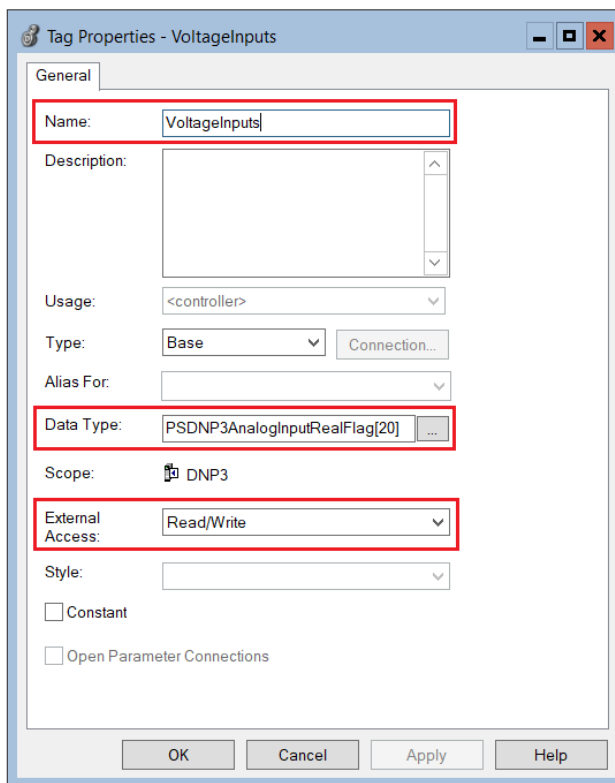 Tag Properties - VoltageInputs
General
Name: VoltageInputs
Description:
Usage: <controller>
Type: Base Connection...
Alias For:
Data Type: PSDNP3AnalogInputRealFlag[20] ...
Scope: DNP3
External Access: Read/Write
Style:
Constant
Open Parameter Connections
OK Cancel Apply Help